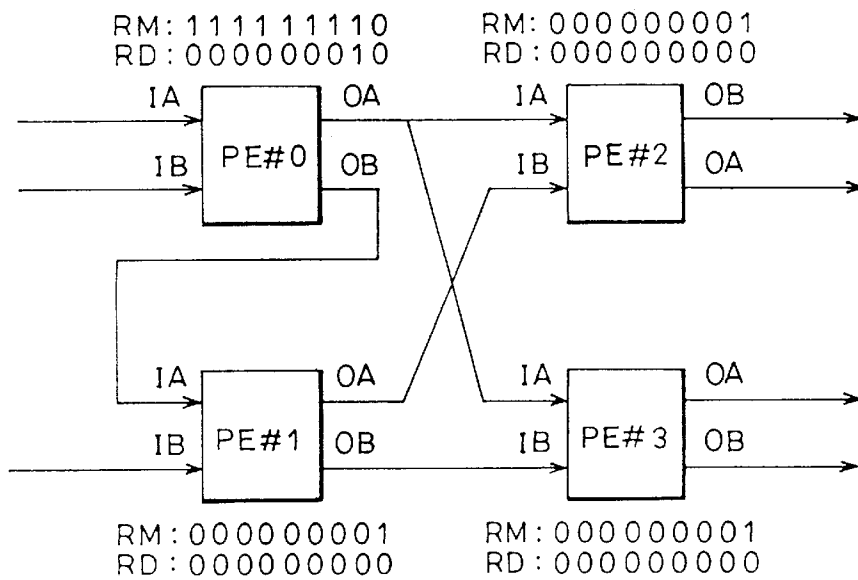 RM:111111110
RD:000000010
RM:000000001
RD:000000000
IA OA IA OB
PE#0 PE#2
IB OB IB OA
IA OA IA OA
PE#1 PE#3
IB OB IB OB
RM:000000001
RD:000000000
RM:000000001
RD:000000000